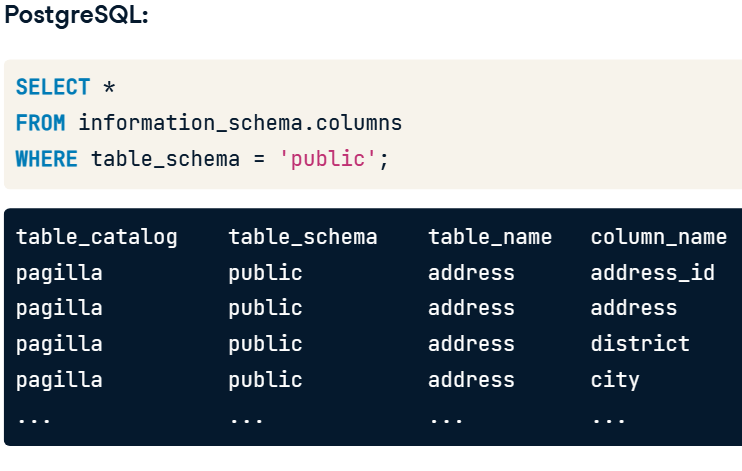 PostgreSQL:
SELECT *
FROM information_schema.columns
WHERE table_schema = 'public';
table_catalog table_schema table_name column_name
pagilla public address address_id
pagilla public address address
pagilla public address district
pagilla public address city
... ... ... ...